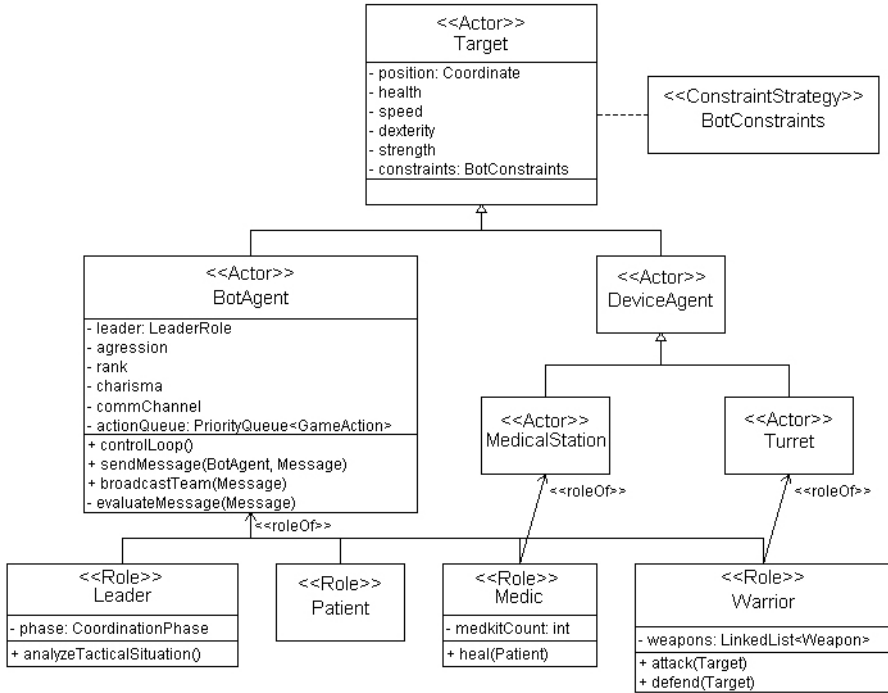 <<Actor>>
Target
- position: Coordinate
- health
- speed
- dexterity
- strength
- constraints: BotConstraints
<<ConstraintStrategy>>
BotConstraints
<<Actor>>
BotAgent
- leader: LeaderRole
- agression
- rank
- charisma
- commChannel
- actionQueue: PriorityQueue<GameAction>
+ controlLoop()
+ sendMessage(BotAgent, Message)
+ broadcastTeam(Message)
- evaluateMessage(Message)
<<Actor>>
DeviceAgent
<<Actor>>
MedicalStation
<<Actor>>
Turret
<<roleOf>>
<<roleOf>>
<<roleOf>>
<<Role>>
Leader
- phase: CoordinationPhase
+ analyzeTacticalSituation()
<<Role>>
Patient
<<Role>>
Medic
- medkitCount: int
+ heal(Patient)
<<Role>>
Warrior
- weapons: LinkedList<Weapon>
+ attack(Target)
+ defend(Target)